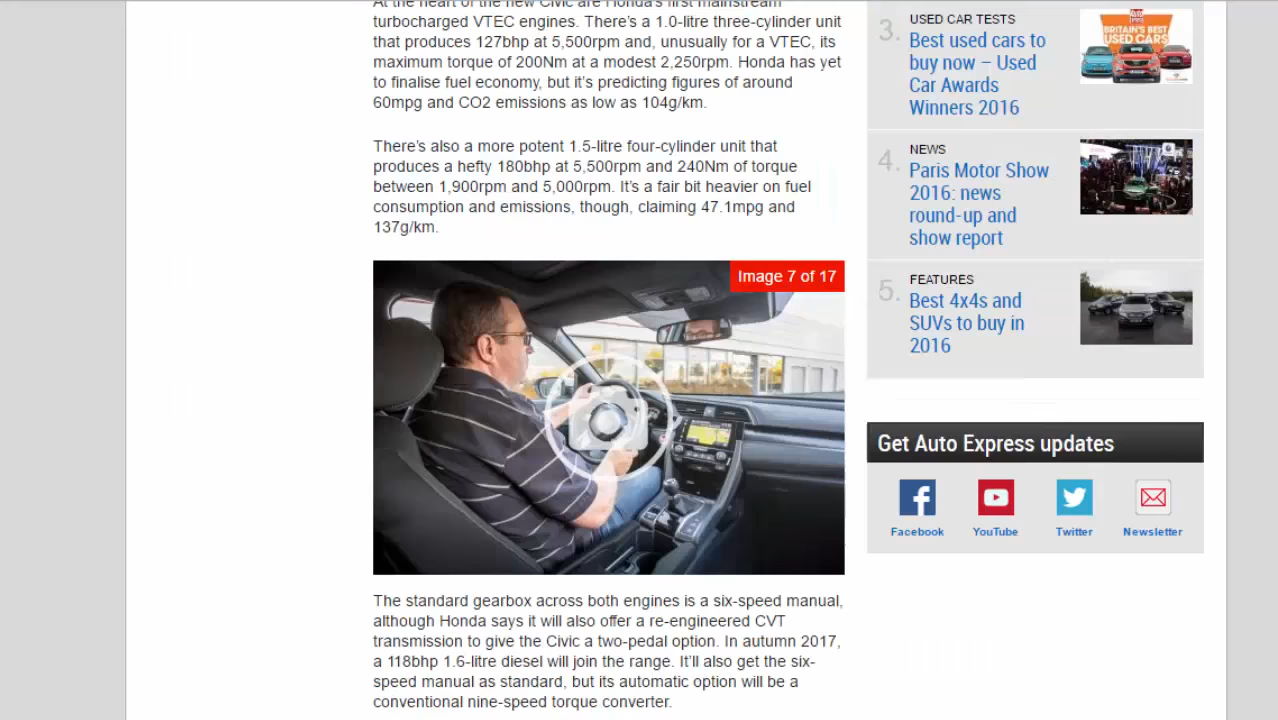 At the heart of the new Civic are Honda's first mainstream
turbocharged VTEC engines. There's a 1.0-litre three-cylinder unit
that produces 127bhp at 5,500rpm and, unusually for a VTEC, its
maximum torque of 200Nm at a modest 2,250rpm. Honda has yet
to finalise fuel economy, but it's predicting figures of around
60mpg and CO2 emissions as low as 104g/km.
There's also a more potent 1.5-litre four-cylinder unit that
produces a hefty 180bhp at 5,500rpm and 240Nm of torque
between 1,900rpm and 5,000rpm. It's a fair bit heavier on fuel
consumption and emissions, though, claiming 47.1mpg and
137g/km.
Image 7 of 17
The standard gearbox across both engines is a six-speed manual,
although Honda says it will also offer a re-engineered CVT
transmission to give the Civic a two-pedal option. In autumn 2017,
a 118bhp 1.6-litre diesel will join the range. It'll also get the six-
speed manual as standard, but its automatic option will be a
conventional nine-speed torque converter.
3. USED CAR TESTS
Best used cars to
buy now – Used
Car Awards
Winners 2016
BRITAIN'S BEST
USED CARS
4. NEWS
Paris Motor Show
2016: news
round-up and
show report
5. FEATURES
Best 4x4s and
SUVs to buy in
2016
Get Auto Express updates
Facebook
YouTube
Twitter
Newsletter